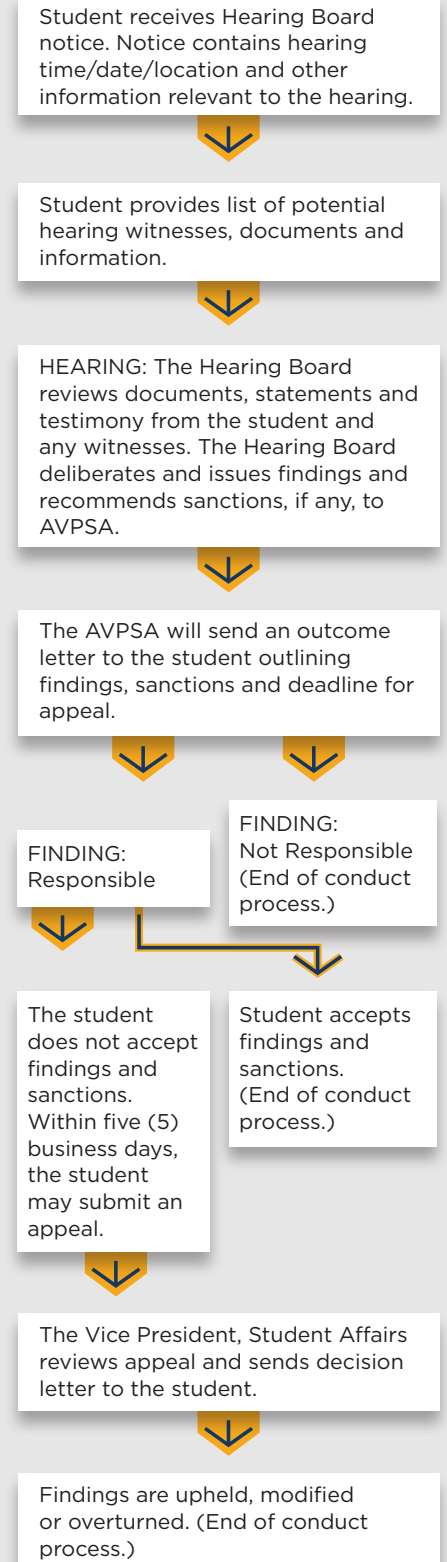 Student receives Hearing Board
notice. Notice contains hearing
time/date/location and other
information relevant to the hearing.
Student provides list of potential
hearing witnesses, documents and
information.
HEARING: The Hearing Board
reviews documents, statements and
testimony from the student and
any witnesses. The Hearing Board
deliberates and issues findings and
recommends sanctions, if any, to
AVPSA.
The AVPSA will send an outcome
letter to the student outlining
findings, sanctions and deadline for
appeal.
FINDING:
Responsible
FINDING:
Not Responsible
(End of conduct
process.)
The student
does not accept
findings and
sanctions.
Within five (5)
business days,
the student
may submit an
appeal.
Student accepts
findings and
sanctions.
(End of conduct
process.)
The Vice President, Student Affairs
reviews appeal and sends decision
letter to the student.
Findings are upheld, modified
or overturned. (End of conduct
process.)